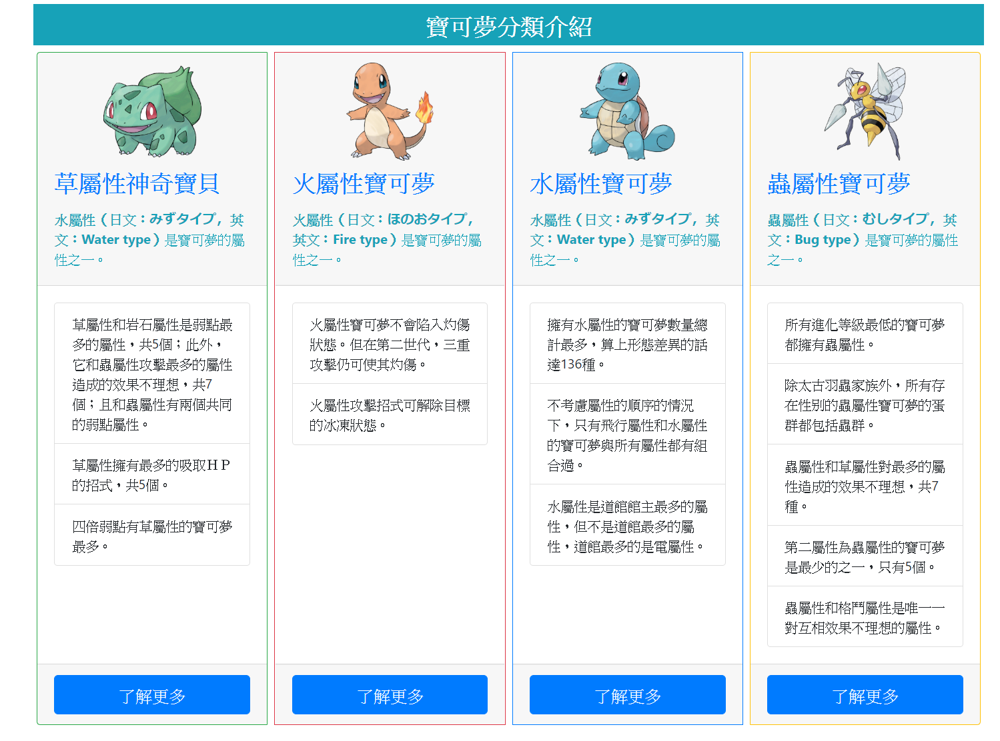 寶可夢分類介紹
草屬性神奇寶貝
水屬性（日文：みずタイプ，英
文：Water type）是寶可夢的屬
性之一。
草屬性和岩石屬性是弱點最
多的屬性，共5個；此外，
它和蟲屬性攻擊最多的屬性
造成的效果不理想，共7
個；且和蟲屬性有兩個共同
的弱點屬性。
草屬性擁有最多的吸取ＨＰ
的招式，共5個。
四倍弱點有草屬性的寶可夢
最多。
了解更多
火屬性寶可夢
火屬性（日文：ほのおタイプ，
英文：Fire type）是寶可夢的屬
性之一。
火屬性寶可夢不會陷入灼傷
狀態。但在第二世代，三重
攻擊仍可使其灼傷。
火屬性攻擊招式可解除目標
的冰凍狀態。
了解更多
水屬性寶可夢
水屬性（日文：みずタイプ，英
文：Water type）是寶可夢的屬
性之一。
擁有水屬性的寶可夢數量總
計最多，算上形態差異的話
達136種。
不考慮屬性的順序的情況
下，只有飛行屬性和水屬性
的寶可夢與所有屬性都有組
合過。
水屬性是道館館主最多的屬
性，但不是道館最多的屬
性，道館最多的是電屬性。
了解更多
蟲屬性寶可夢
蟲屬性（日文：むしタイプ，英
文：Bug type）是寶可夢的屬性
之一。
所有進化等級最低的寶可夢
都擁有蟲屬性。
除太古羽蟲家族外，所有存
在性別的蟲屬性寶可夢的蛋
群都包括蟲群。
蟲屬性和草屬性對最多的屬
性造成的效果不理想，共7
種。
第二屬性為蟲屬性的寶可夢
是最少的之一，只有5個。
蟲屬性和格鬥屬性是唯一一
對互相效果不理想的屬性。
了解更多